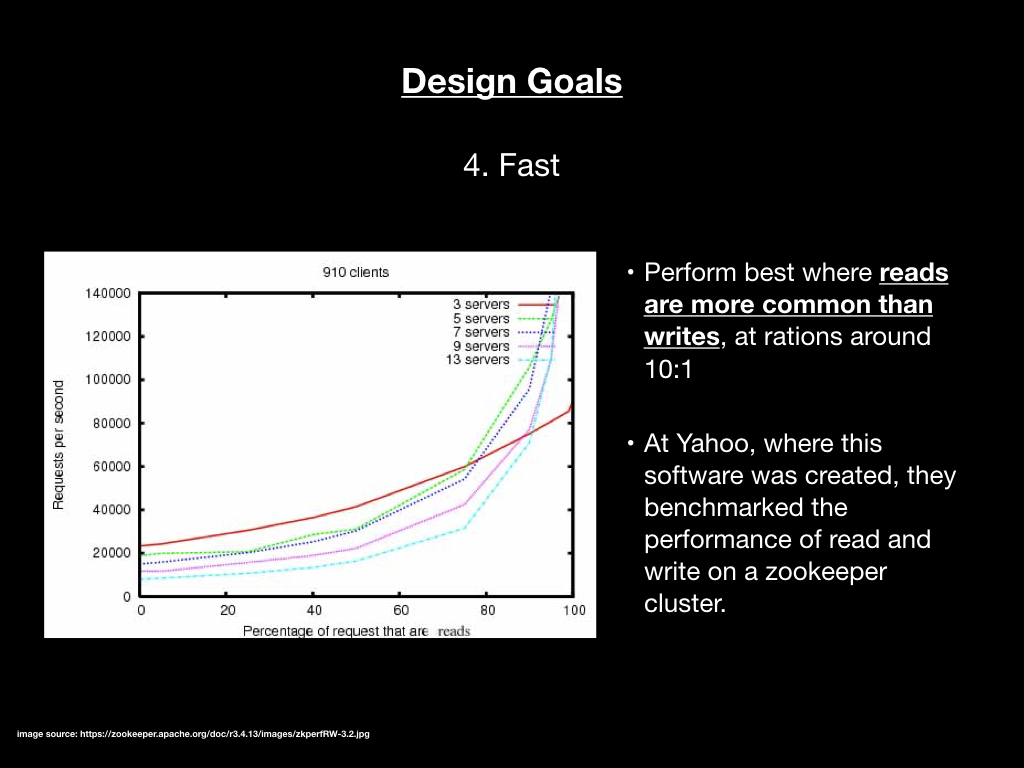 Design Goals
4. Fast
910 clients
140000
120000
100000
80000
60000
40000
20000
0
Requests per second
3 servers
5 servers
7 servers
9 servers
13 servers
0 20 40 60 80 100
Percentage of request that are reads
• Perform best where reads
are more common than
writes, at rations around
10:1
• At Yahoo, where this
software was created, they
benchmarked the
performance of read and
write on a zookeeper
cluster.
image source: https://zookeeper.apache.org/doc/r3.4.13/images/zkperfRW-3.2.jpg